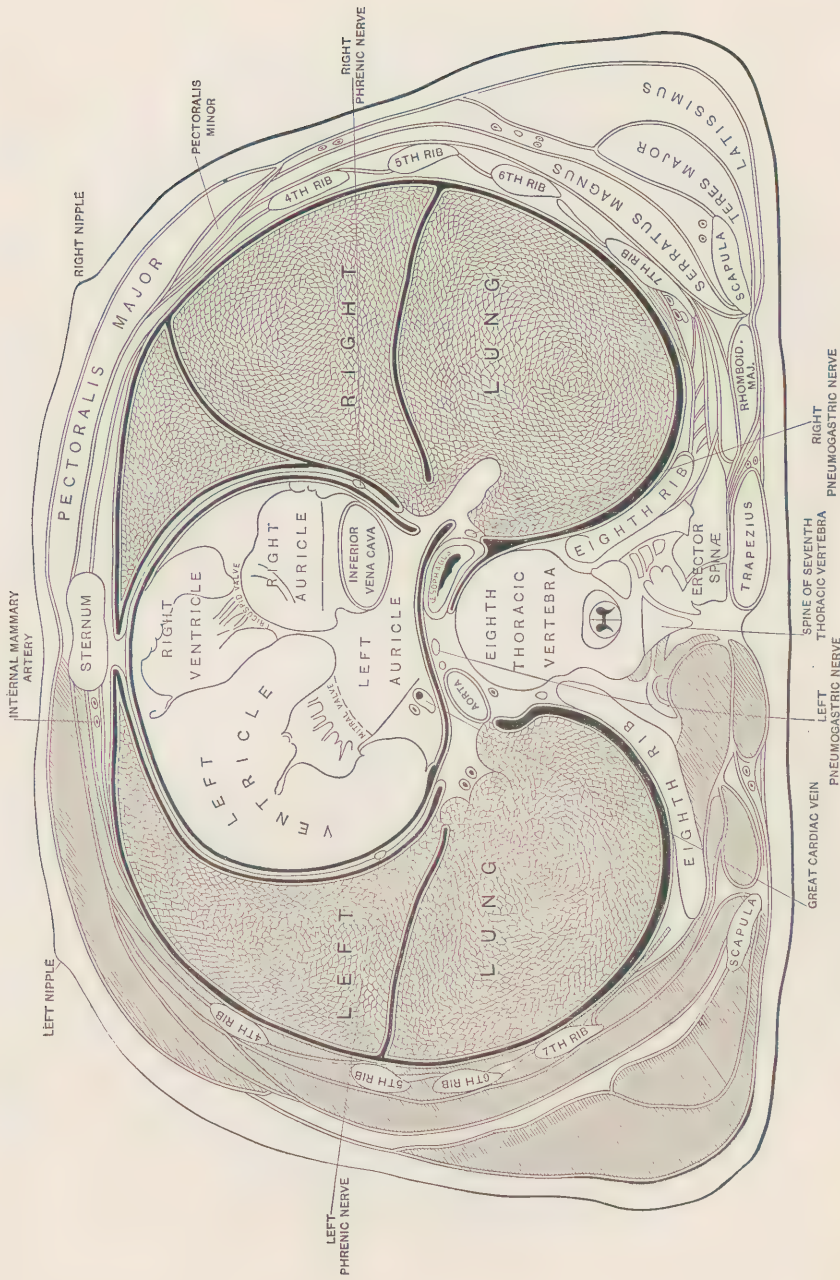 INTERNAL MAMMARY
ARTERY
LEFT NIPPLE
RIGHT NIPPLE
PECTORALIS
MINOR
RIGHT
PHRENIC NERVE
LEFT
PHRENIC NERVE
PECTORALIS MAJOR
STERNUM
RIGHT
VENTRICLE
TRICUSPID VALVE
RIGHT
AURICLE
INFERIOR
VENA CAVA
LEFT
VENTRICLE
MITRAL VALVE
LEFT
AURICLE
4TH RIB
5TH RIB
6TH RIB
7TH RIB
4TH RIB
5TH RIB
6TH RIB
7TH RIB
LEFT
LUNG
RIGHT
LUNG
ŒSOPHAGUS
AORTA
EIGHTH
THORACIC
VERTEBRA
EIGHTH RIB
EIGHTH RIB
SERRATUS MAGNUS
TERES MAJOR
LATISSIMUS
SCAPULA
SCAPULA
RHOMBOID.
MAJ.
ERECTOR
SPINÆ
TRAPEZIUS
GREAT CARDIAC VEIN
LEFT
PNEUMOGASTRIC NERVE
SPINE OF SEVENTH
THORACIC VERTEBRA
RIGHT
PNEUMOGASTRIC NERVE